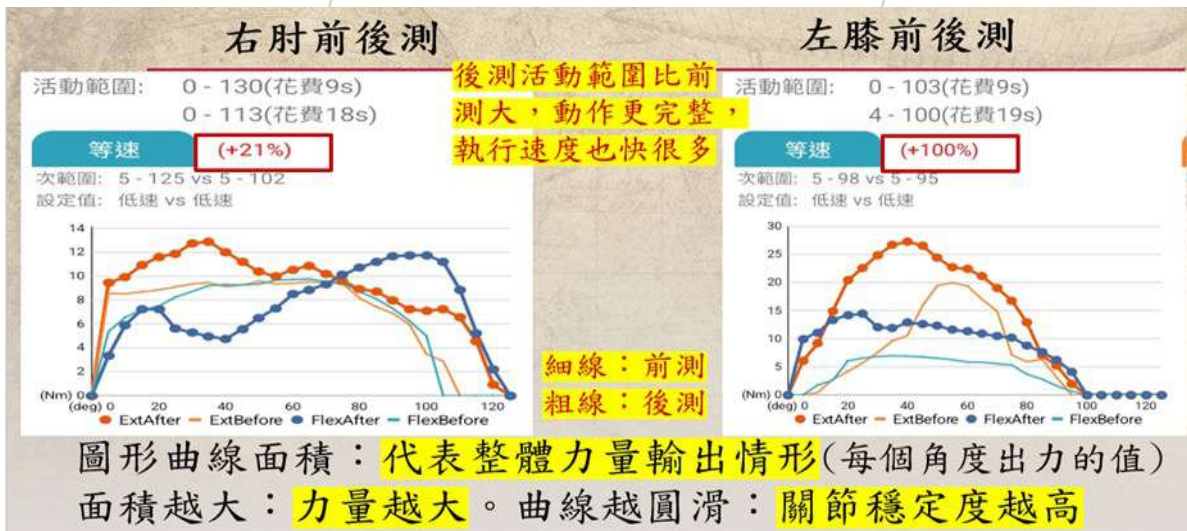 右肘前後測
左膝前後測
活動範圍: 0 - 130(花費9s)
0 - 113(花費18s)
後測活動範圍比前
測大，動作更完整，
執行速度也快很多
活動範圍: 0 - 103(花費9s)
4 - 100(花費19s)
等速 (+21%)
次範圍: 5 - 125 vs 5 - 102
設定值: 低速 vs 低速
等速 (+100%)
次範圍: 5 - 98 vs 5 - 95
設定值: 低速 vs 低速
14
12
10
8
6
4
2
(Nm) 0
(deg) 0 20 40 60 80 100 120
ExtAfter ExtBefore FlexAfter FlexBefore
細線：前測
粗線：後測
30
25
20
15
10
5
(Nm) 0
(deg) 0 20 40 60 80 100 120
ExtAfter ExtBefore FlexAfter FlexBefore
圖形曲線面積：代表整體力量輸出情形(每個角度出力的值)
面積越大：力量越大。曲線越圓滑：關節穩定度越高